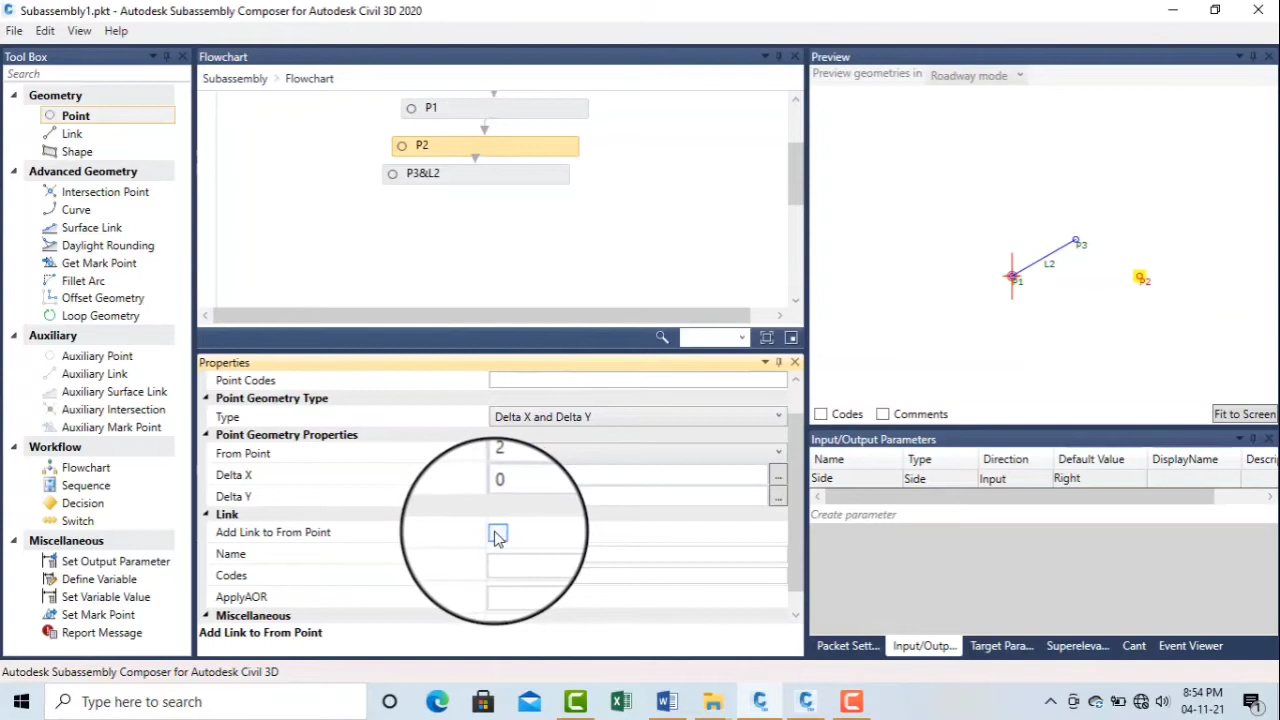 Subassembly1.pkt - Autodesk Subassembly Composer for Autodesk Civil 3D 2020
File Edit View Help
Tool Box
Search
Geometry
Point
Link
Shape
Advanced Geometry
Intersection Point
Curve
Surface Link
Daylight Rounding
Get Mark Point
Fillet Arc
Offset Geometry
Loop Geometry
Auxiliary
Auxiliary Point
Auxiliary Link
Auxiliary Surface Link
Auxiliary Intersection
Auxiliary Mark Point
Workflow
Flowchart
Sequence
Decision
Switch
Miscellaneous
Set Output Parameter
Define Variable
Set Variable Value
Set Mark Point
Report Message
Flowchart
Subassembly > Flowchart
P1
P2
P3&L2
Properties
Point Codes
Point Geometry Type
Type Delta X and Delta Y
Point Geometry Properties
From Point
Delta X 2
Delta Y 0
Link
Add Link to From Point
Name
Codes
ApplyAOR
Miscellaneous
Add Link to From Point
Preview
Preview geometries in Roadway mode
P3
L2
P1
P2
Codes Comments Fit to Screen
Input/Output Parameters
Name Type Direction Default Value DisplayName Descri
Side Side Input Right
Create parameter
Packet Sett... Input/Outp... Target Para... Supereleva... Cant Event Viewer
Autodesk Subassembly Composer for Autodesk Civil 3D
Type here to search
8:54 PM
04-11-21
1